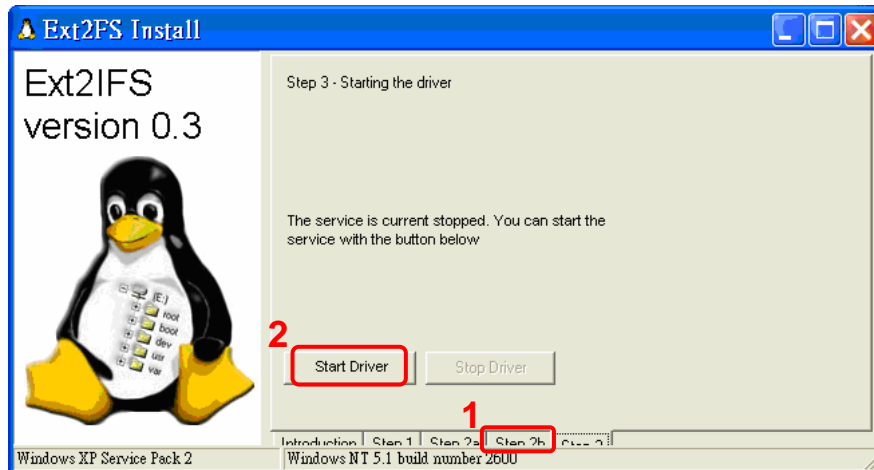 Ext2FS Install
Ext2IFS
version 0.3
(E:)
root
boot
dev
usr
var
Step 3 - Starting the driver
The service is current stopped. You can start the
service with the button below
2
Start Driver
Stop Driver
1
Introduction Step 1 Step 2a Step 2b Step 3
Windows XP Service Pack 2
Windows NT 5.1 build number 2600